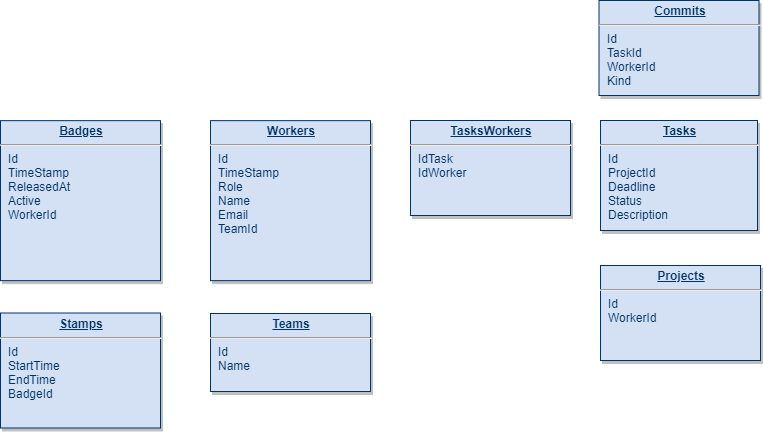 Commits
Id
TaskId
WorkerId
Kind
Badges
Id
TimeStamp
ReleasedAt
Active
WorkerId
Workers
Id
TimeStamp
Role
Name
Email
TeamId
TasksWorkers
IdTask
IdWorker
Tasks
Id
ProjectId
Deadline
Status
Description
Projects
Id
WorkerId
Stamps
Id
StartTime
EndTime
BadgeId
Teams
Id
Name